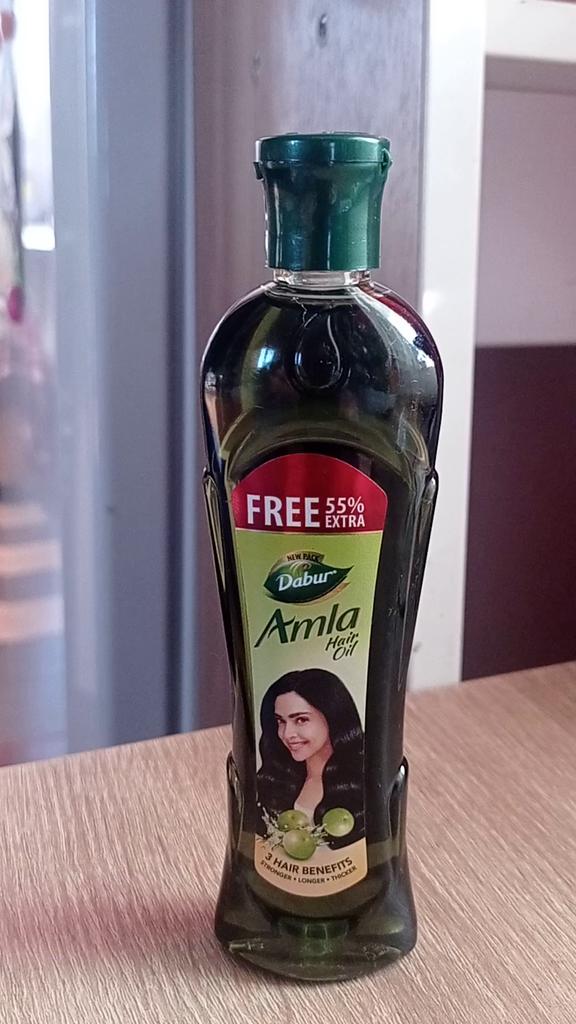 FREE 55% EXTRA
NEW PACK
Dabur
Amla
Hair
Oil
3 HAIR BENEFITS
STRONGER • LONGER • THICKER